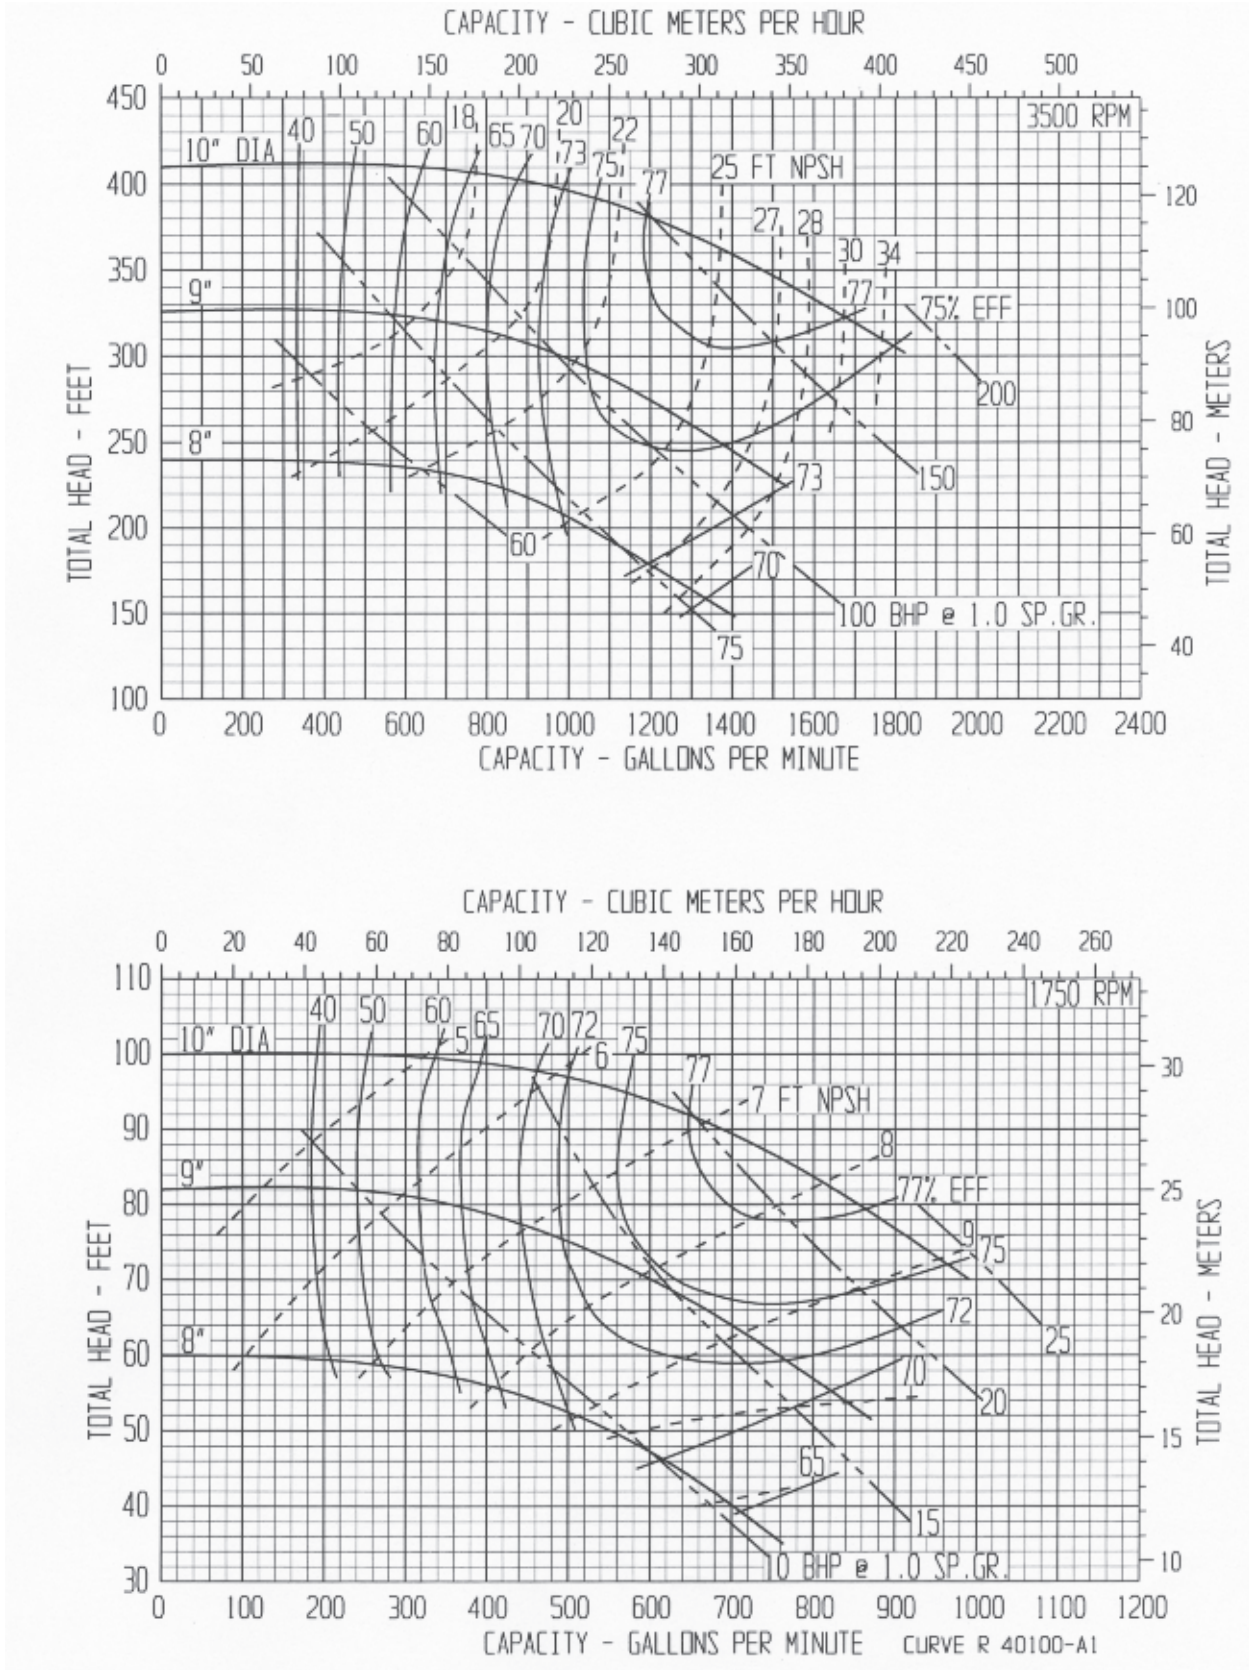 CAPACITY - CUBIC METERS PER HOUR
0 50 100 150 200 250 300 360 400 450 500
450 3500 RPM
18 20
40 50 60 65 70 22
10" DIA 73 75 25 FT NPSH
400 77 120
27 28
30 34
350
9" 77 75% EFF 100
300
200
8" 80
250
73 150
200 60 60
70
150 100 BHP @ 1.0 SP.GR.
75 40
100
0 200 400 600 800 1000 1200 1400 1600 1800 2000 2200 2400
CAPACITY - GALLONS PER MINUTE
TOTAL HEAD - FEET
TOTAL HEAD - METERS
CAPACITY - CUBIC METERS PER HOUR
0 20 40 60 80 100 120 140 160 180 200 220 240 260
110 1750 RPM
40 50 60 65 70 72 75
10" DIA 5 6
100 77 30
7 FT NPSH
90 8
9" 77% EFF 25
80
9 75
70
72 20
8" 25
60
70 20
50 15
65
40 15
10 BHP @ 1.0 SP.GR. 10
30
0 100 200 300 400 500 600 700 800 900 1000 1100 1200
CAPACITY - GALLONS PER MINUTE CURVE R 40100-A1
TOTAL HEAD - FEET
TOTAL HEAD - METERS